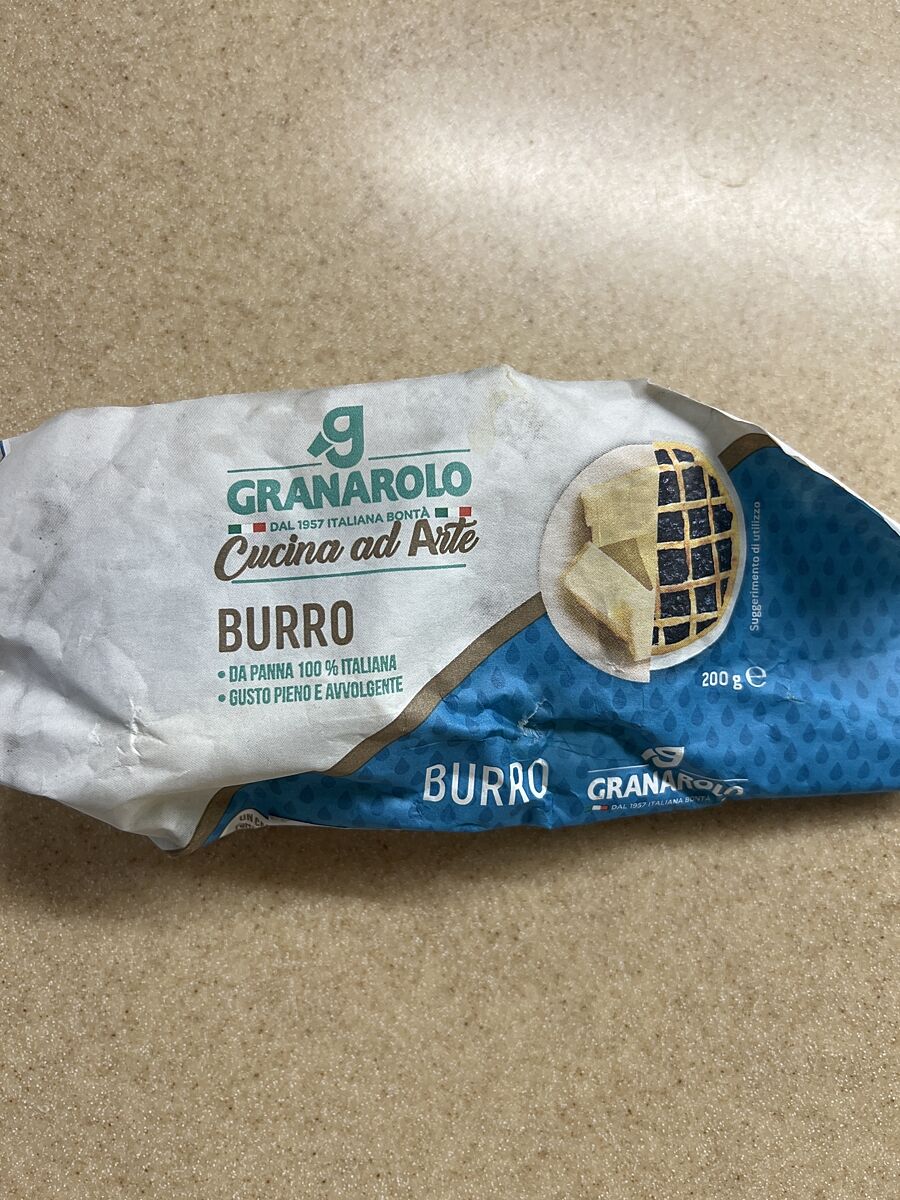 g
GRANAROLO
DAL 1957 ITALIANA BONTÀ
Cucina ad Arte
BURRO
• DA PANNA 100 % ITALIANA
• GUSTO PIENO E AVVOLGENTE
Suggerimento di utilizzo
200 g ℮
BURRO
g
GRANAROLO
DAL 1957 ITALIANA BONTÀ